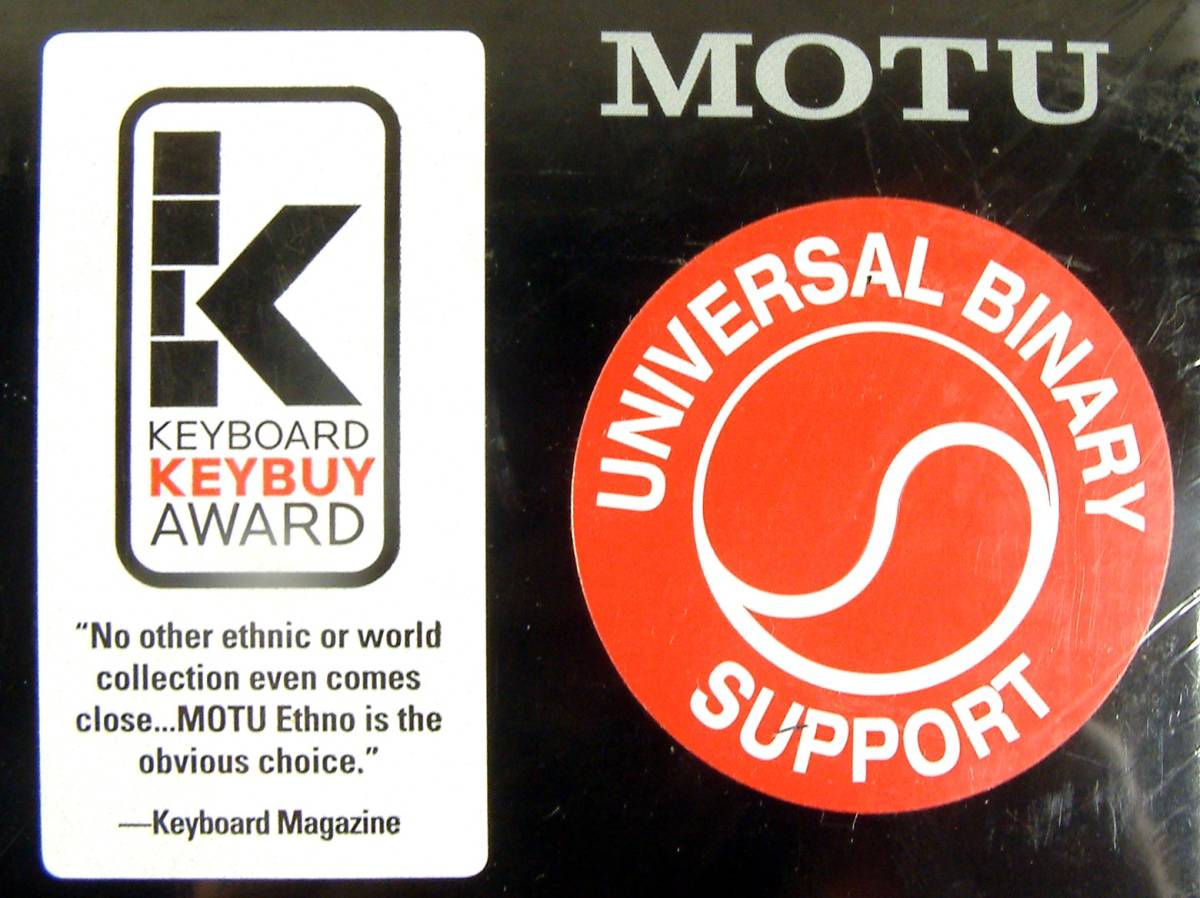 MOTU
KEYBOARD
KEYBUY
AWARD
“No other ethnic or world
collection even comes
close...MOTU Ethno is the
obvious choice.”
—Keyboard Magazine
UNIVERSAL BINARY
SUPPORT